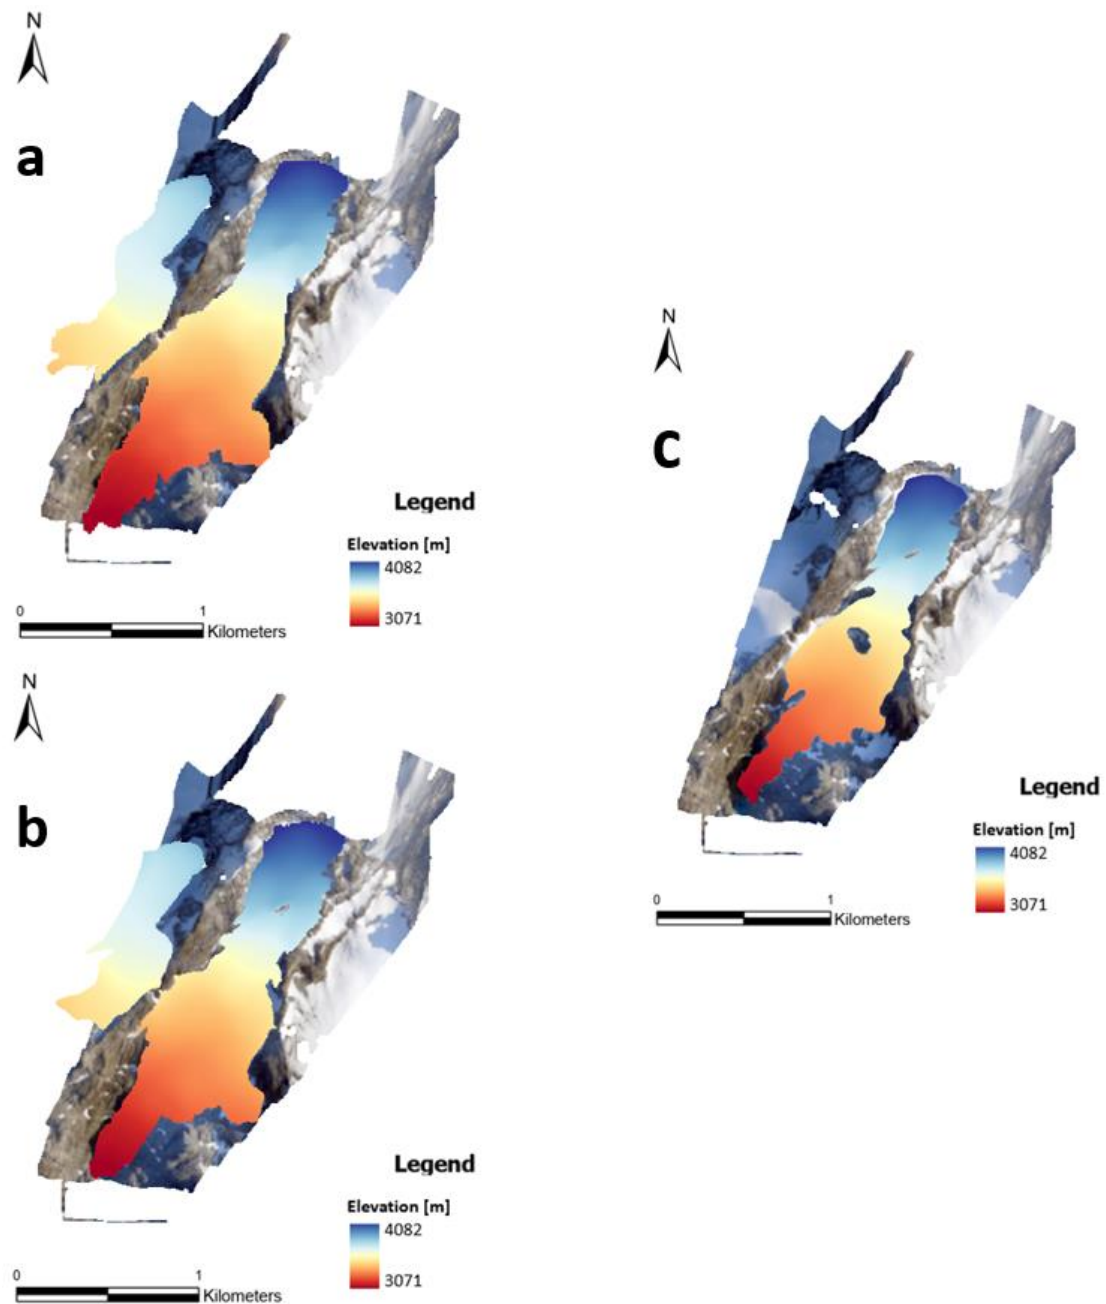 N
a
Legend
Elevation [m]
4082
3071
0 1
Kilometers
N
b
Legend
Elevation [m]
4082
3071
0 1
Kilometers
N
c
Legend
Elevation [m]
4082
3071
0 1
Kilometers